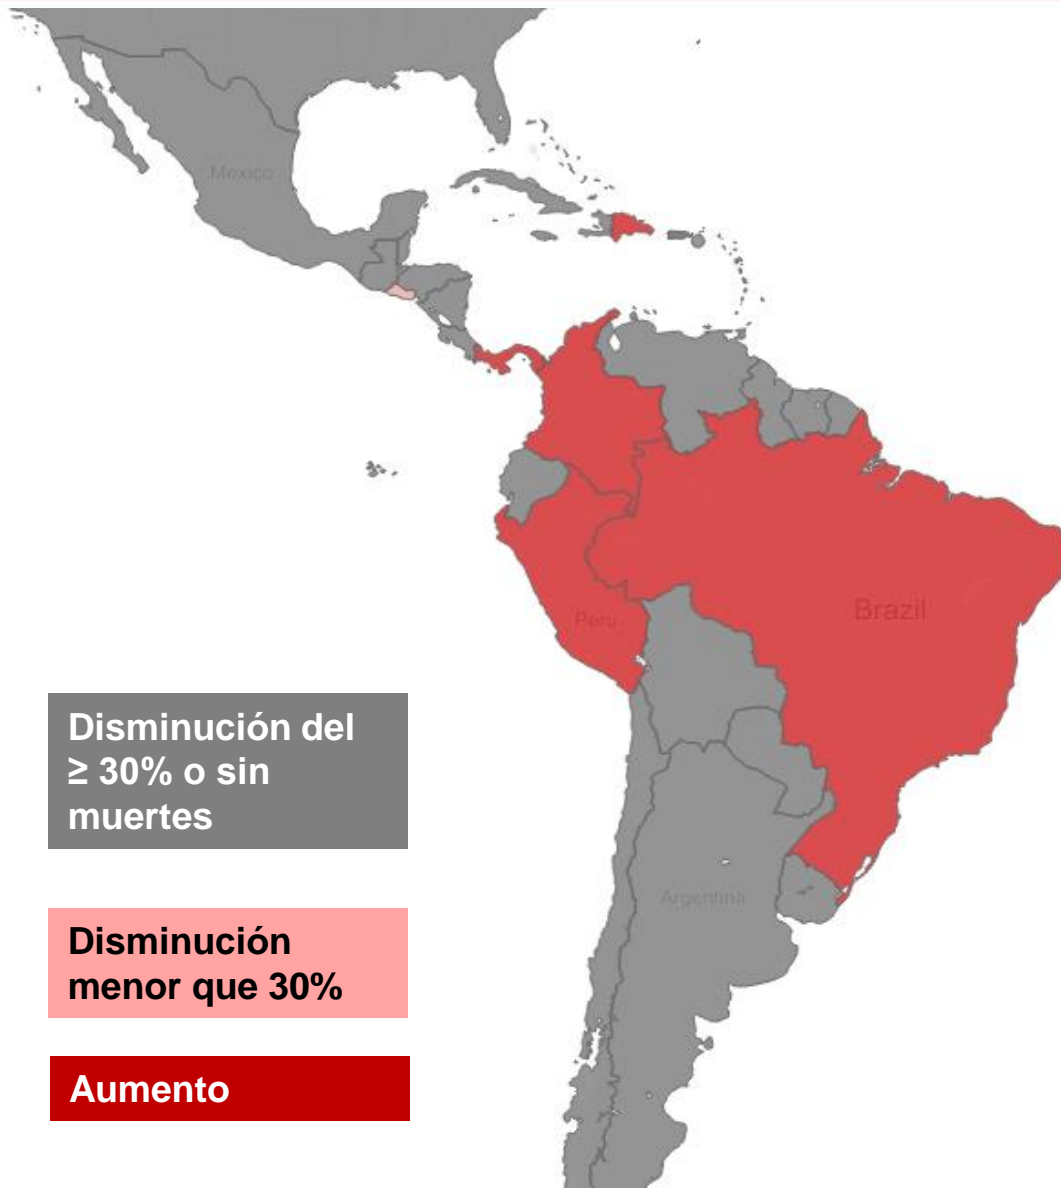 Mexico
Brazil
Peru
Disminución del
≥ 30% o sin
muertes
Argentina
Disminución
menor que 30%
Aumento